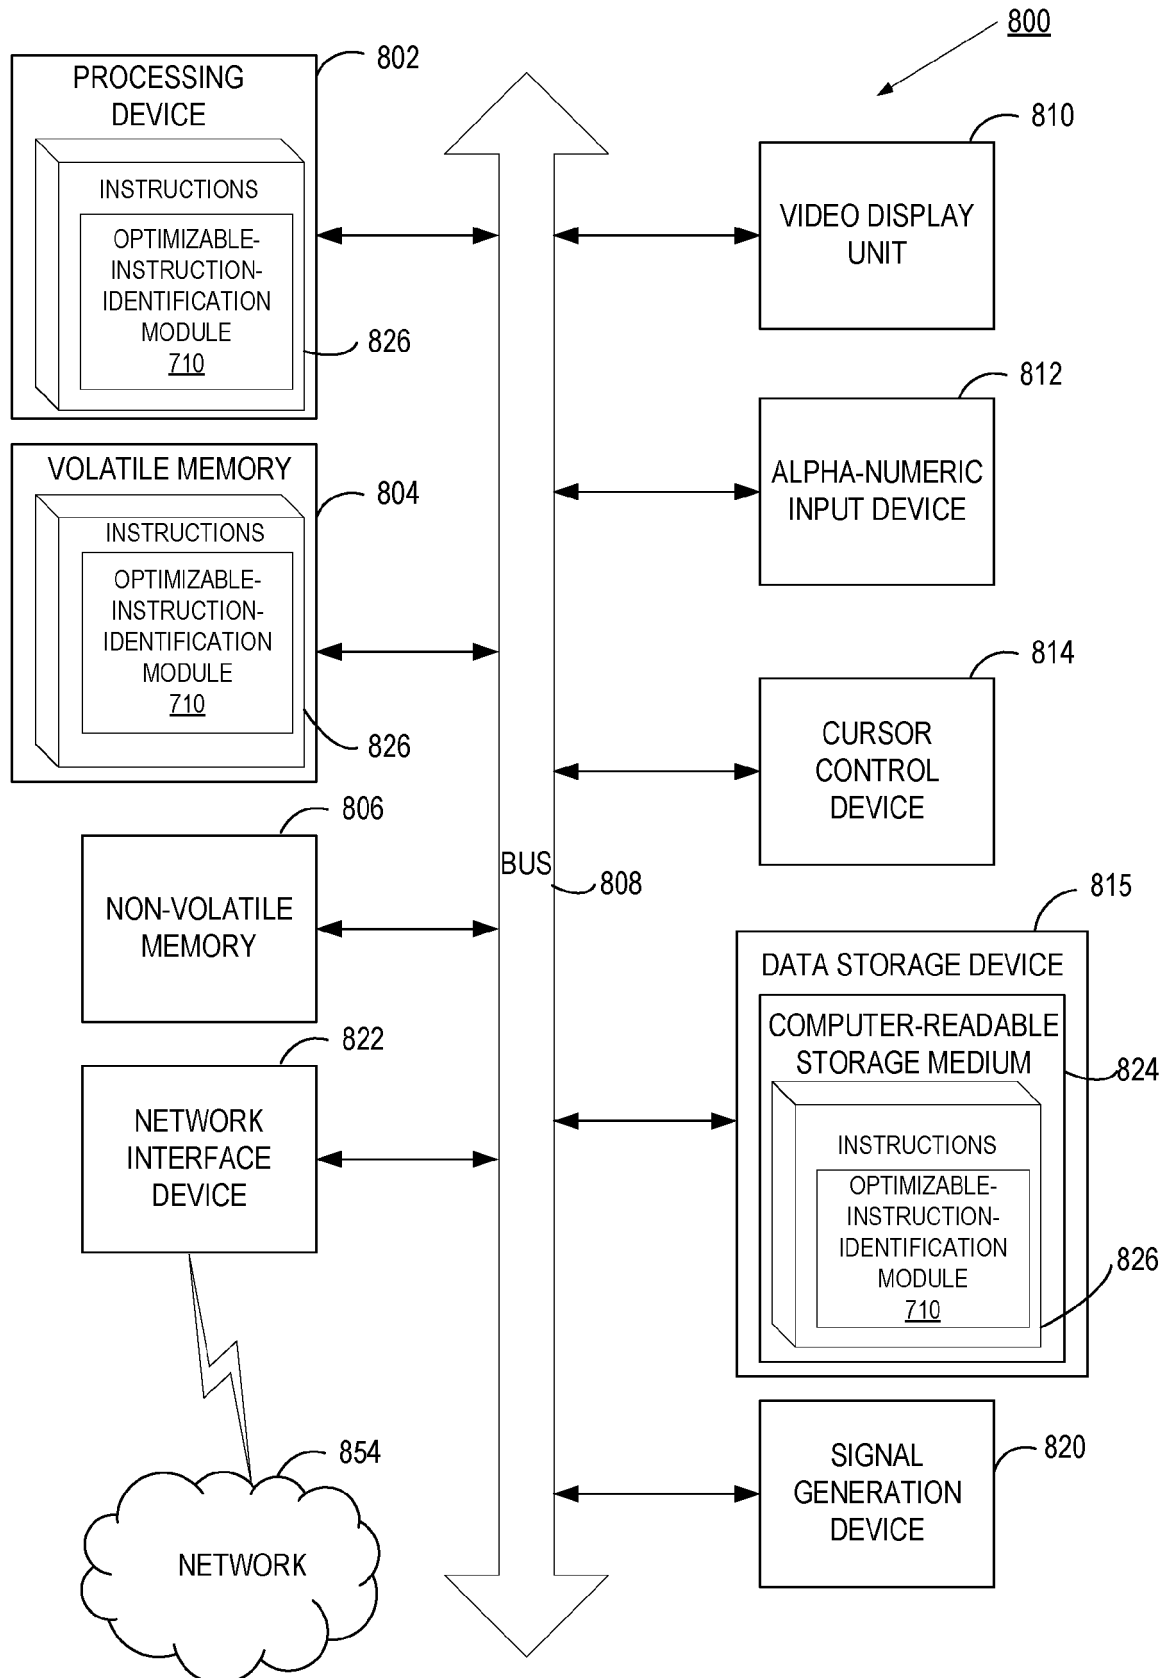 800
802
PROCESSING
DEVICE
INSTRUCTIONS
OPTIMIZABLE-
INSTRUCTION-
IDENTIFICATION
MODULE
710
826
VOLATILE MEMORY
804
INSTRUCTIONS
OPTIMIZABLE-
INSTRUCTION-
IDENTIFICATION
MODULE
710
826
806
NON-VOLATILE
MEMORY
822
NETWORK
INTERFACE
DEVICE
854
NETWORK
BUS
808
810
VIDEO DISPLAY
UNIT
812
ALPHA-NUMERIC
INPUT DEVICE
814
CURSOR
CONTROL
DEVICE
815
DATA STORAGE DEVICE
COMPUTER-READABLE
STORAGE MEDIUM
824
INSTRUCTIONS
OPTIMIZABLE-
INSTRUCTION-
IDENTIFICATION
MODULE
710
826
820
SIGNAL
GENERATION
DEVICE